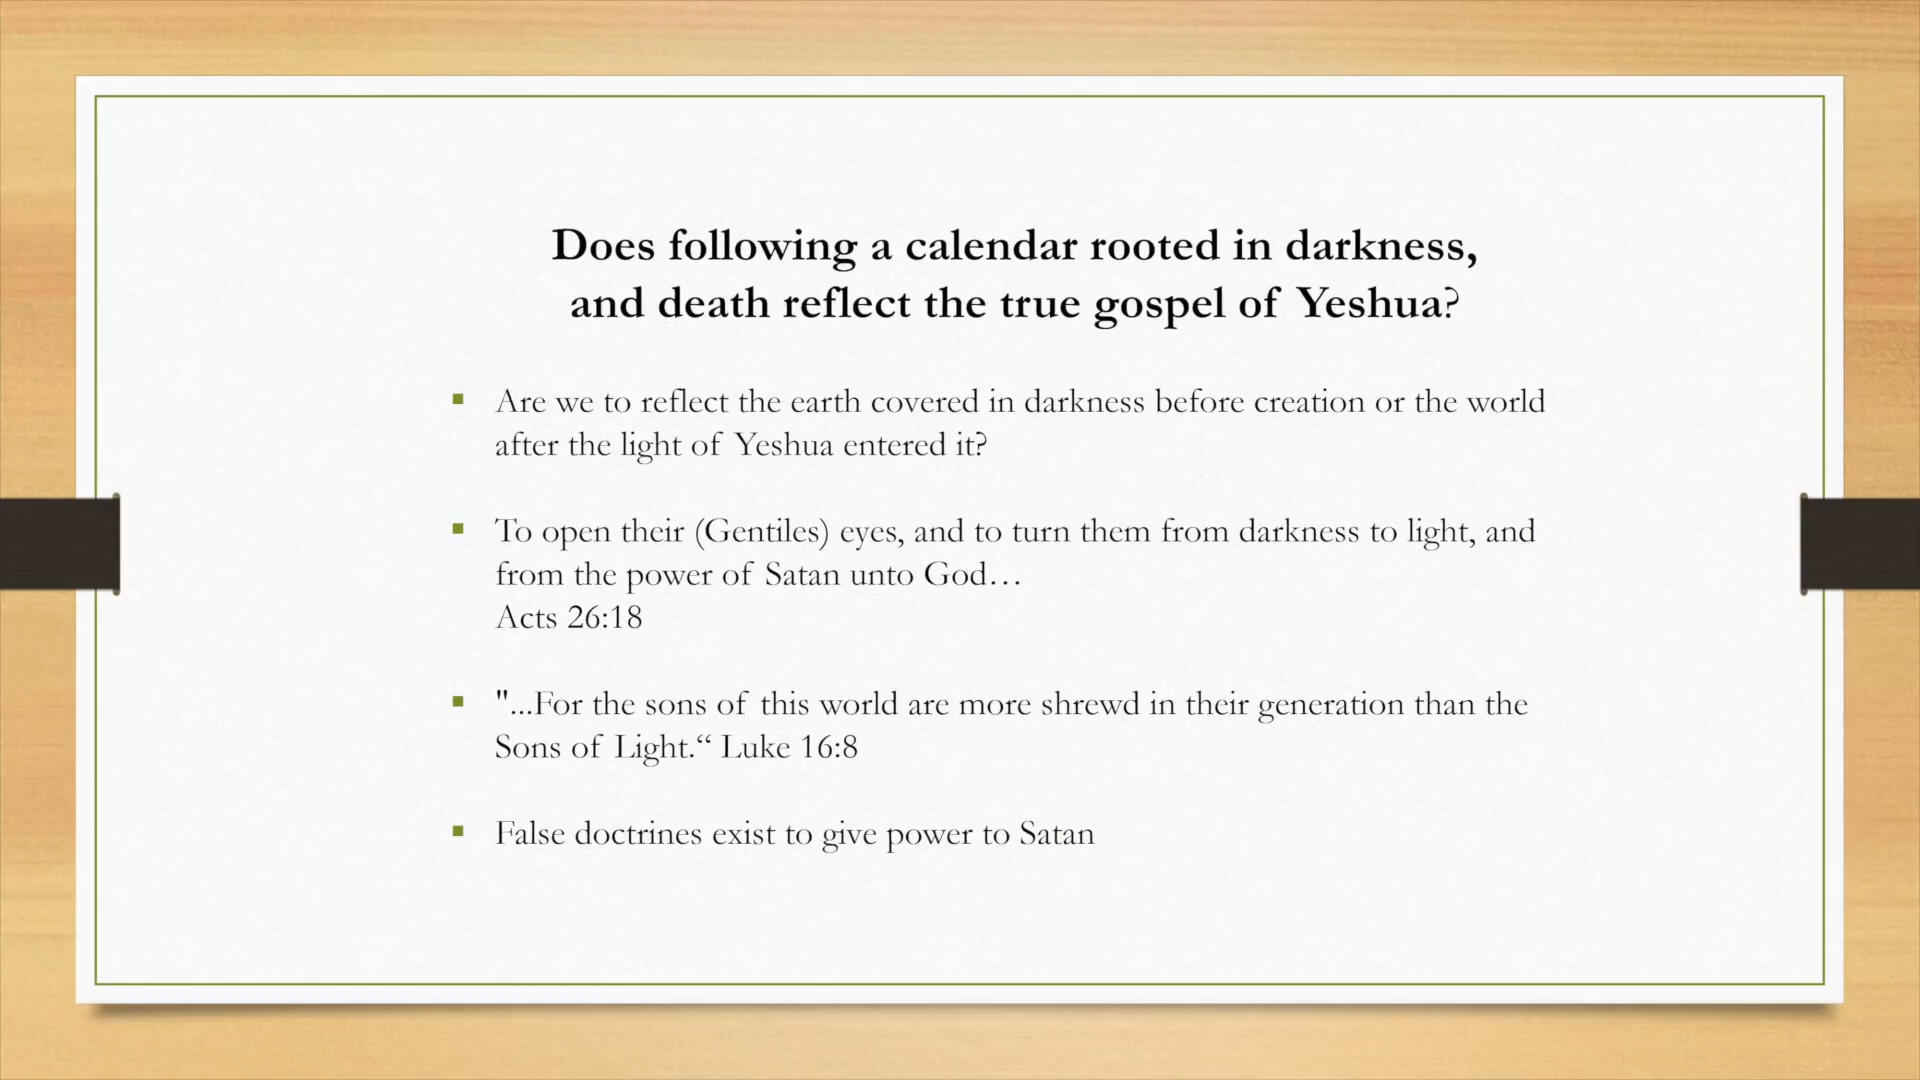 Does following a calendar rooted in darkness,
and death reflect the true gospel of Yeshua?
▪ Are we to reflect the earth covered in darkness before creation or the world
after the light of Yeshua entered it?
▪ To open their (Gentiles) eyes, and to turn them from darkness to light, and
from the power of Satan unto God…
Acts 26:18
▪ "...For the sons of this world are more shrewd in their generation than the
Sons of Light.“ Luke 16:8
▪ False doctrines exist to give power to Satan